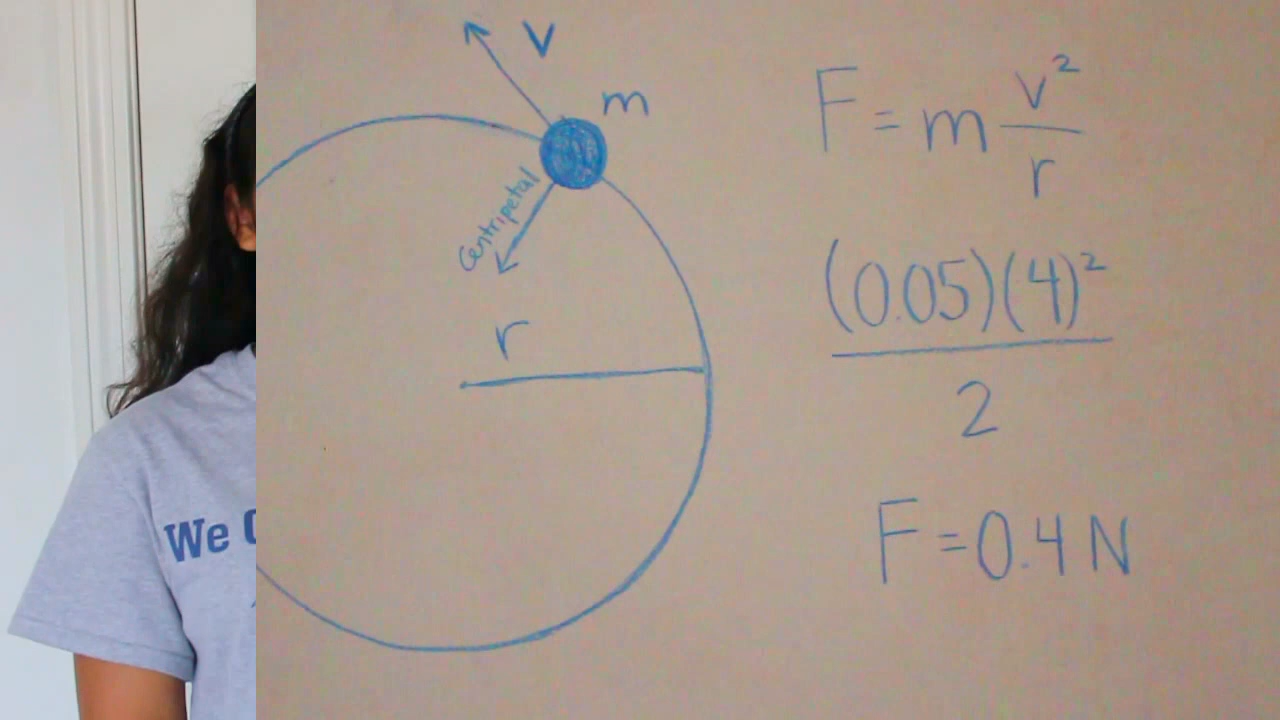 V
m
Centripetal
r
F = m v² / r
(0.05)(4)²
2
F = 0.4 N
We